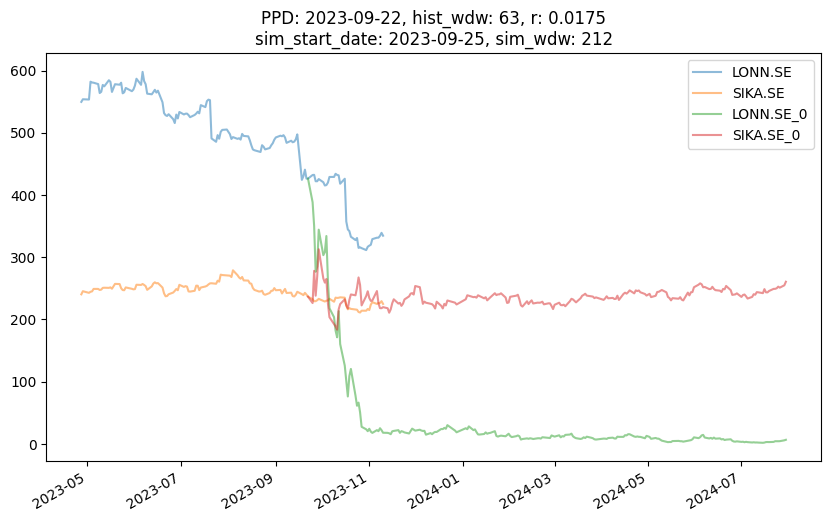 PPD: 2023-09-22, hist_wdw: 63, r: 0.0175
sim_start_date: 2023-09-25, sim_wdw: 212
LONN.SE
SIKA.SE
LONN.SE_0
SIKA.SE_0
600
500
400
300
200
100
0
2023-05
2023-07
2023-09
2023-11
2024-01
2024-03
2024-05
2024-07